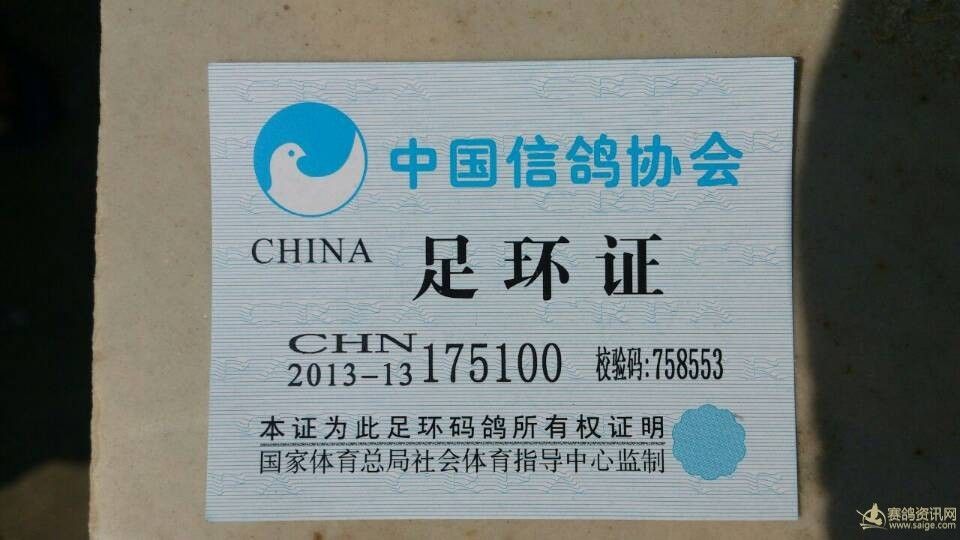 中国信鸽协会
CHINA
足环证
CHN
2013-13 175100 校验码:758553
本证为此足环码鸽所有权证明
国家体育总局社会体育指导中心监制
赛鸽资讯网
www.saige.com